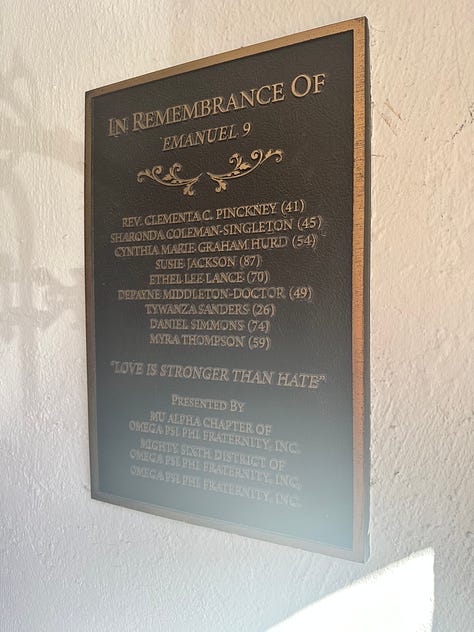 IN REMEMBRANCE OF
EMANUEL 9
REV. CLEMENTA C. PINCKNEY (41)
SHARONDA COLEMAN-SINGLETON (45)
CYNTHIA MARIE GRAHAM HURD (54)
SUSIE JACKSON (87)
ETHEL LEE LANCE (70)
DEPAYNE MIDDLETON-DOCTOR (49)
TYWANZA SANDERS (26)
DANIEL SIMMONS (74)
MYRA THOMPSON (59)
"LOVE IS STRONGER THAN HATE"
PRESENTED BY
MU ALPHA CHAPTER OF
OMEGA PSI PHI FRATERNITY, INC.
MIGHTY SIXTH DISTRICT OF
OMEGA PSI PHI FRATERNITY, INC.
OMEGA PSI PHI FRATERNITY, INC.